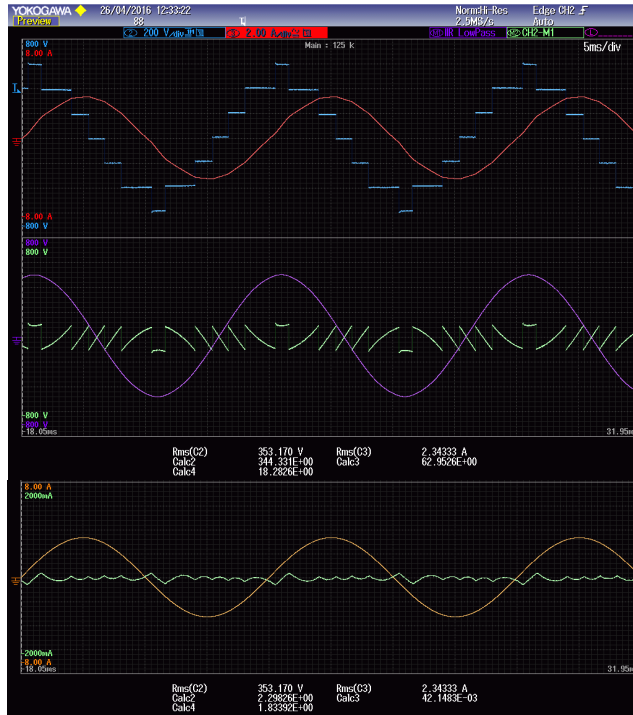 YOKOGAWA 26/04/2016 12:33:22 Norm:Hi-Res Edge CH2
Preview 88 2.5MS/s Auto
200 V/div 2.00 A/div IIR LowPass CH2-M1
800 V Main : 125 k 5ms/div
8.00 A
-8.00 A
-800 V
800 V
800 V
-800 V
-800 V
-18.05ms 31.95ms
Rms(C2) 353.170 V Rms(C3) 2.34333 A
Calc2 344.331E+00 Calc3 62.9526E+00
Calc4 18.2826E+00
8.00 A
2000mA
-2000mA
-8.00 A
-18.05ms 31.95ms
Rms(C2) 353.170 V Rms(C3) 2.34333 A
Calc2 2.29826E+00 Calc3 42.1483E-03
Calc4 1.83392E+00